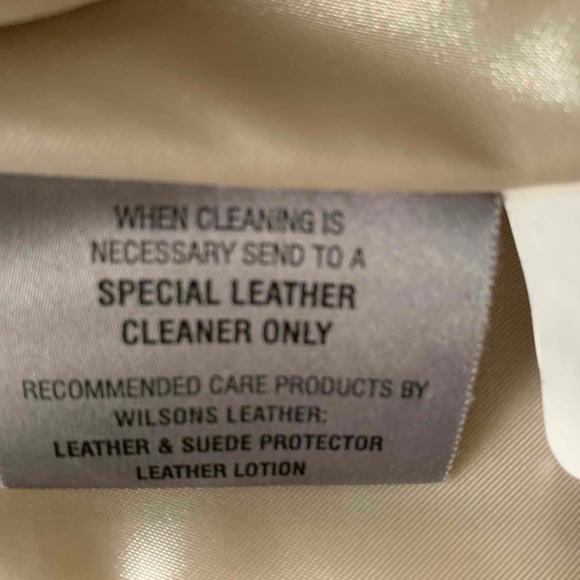 WHEN CLEANING IS
NECESSARY SEND TO A
SPECIAL LEATHER
CLEANER ONLY
RECOMMENDED CARE PRODUCTS BY
WILSONS LEATHER:
LEATHER & SUEDE PROTECTOR
LEATHER LOTION